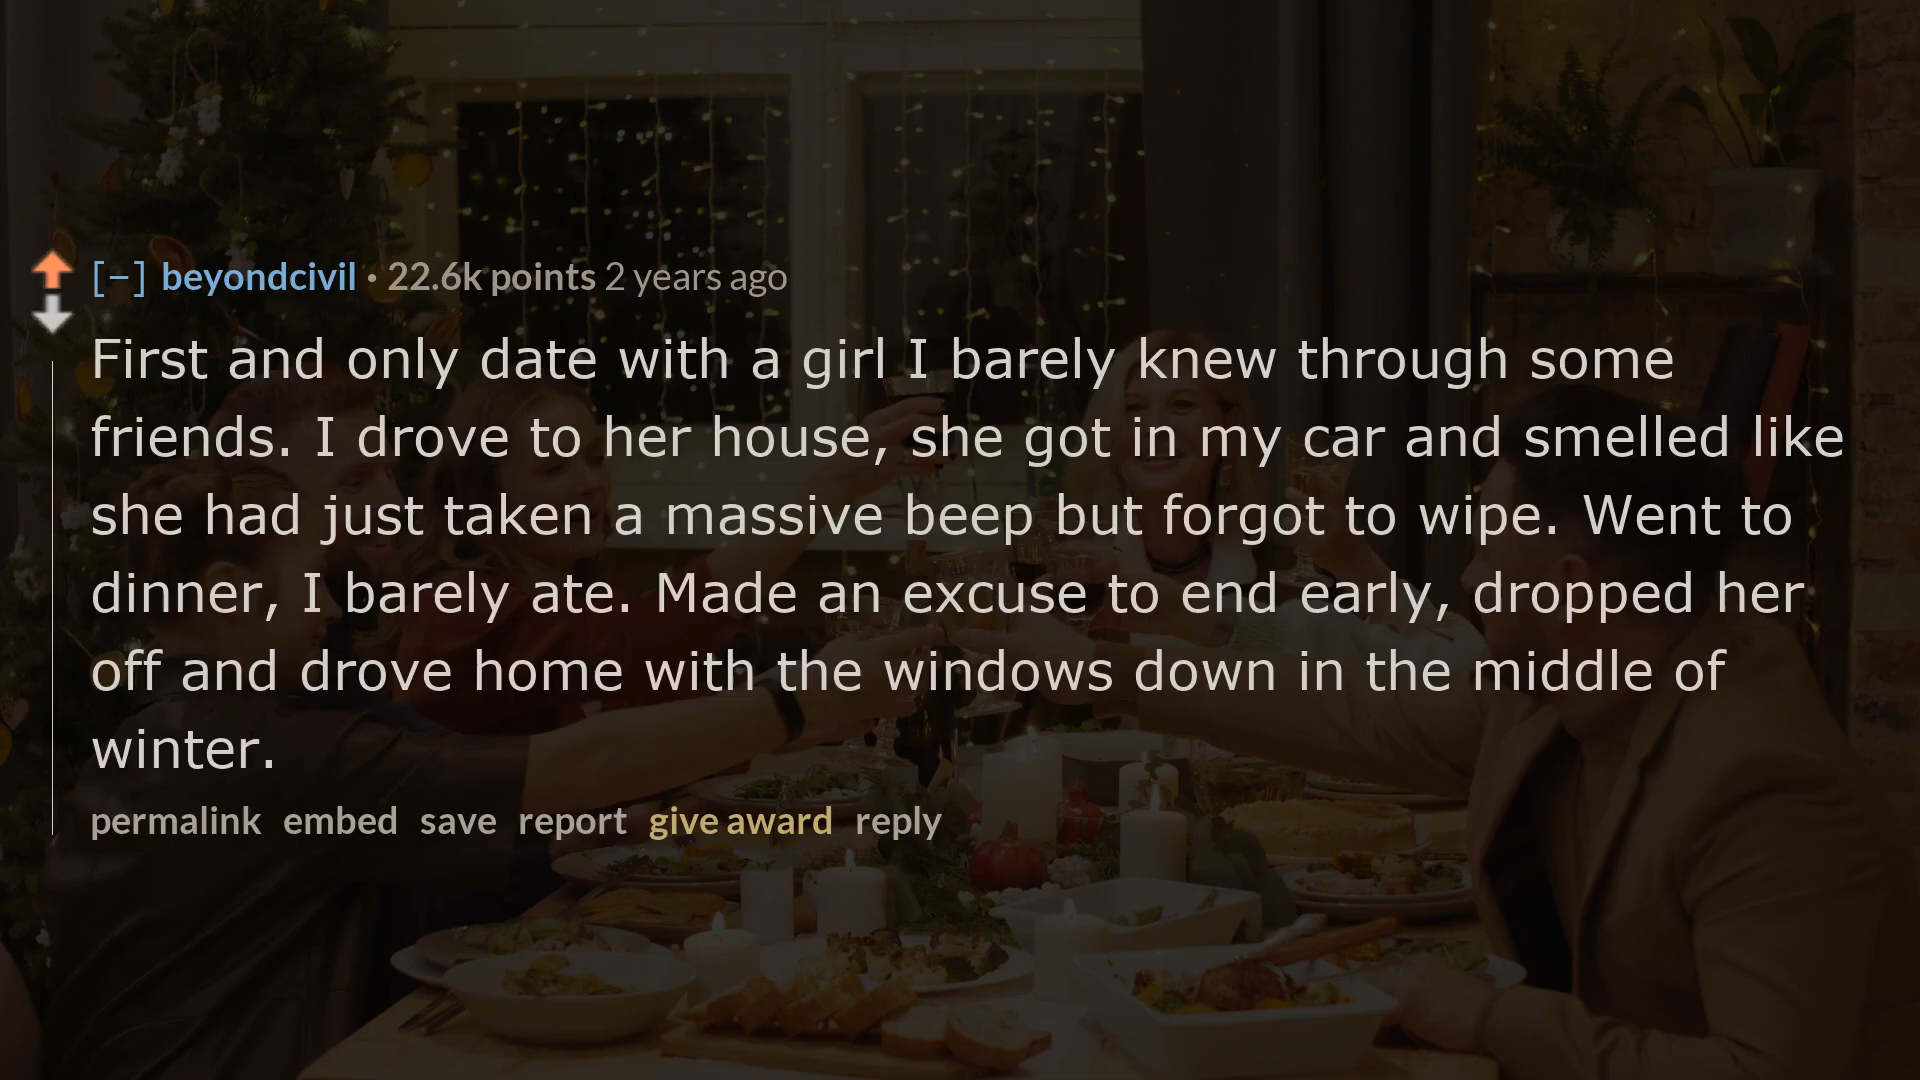 [−] beyondcivil · 22.6k points 2 years ago
First and only date with a girl I barely knew through some
friends. I drove to her house, she got in my car and smelled like
she had just taken a massive beep but forgot to wipe. Went to
dinner, I barely ate. Made an excuse to end early, dropped her
off and drove home with the windows down in the middle of
winter.
permalink embed save report give award reply